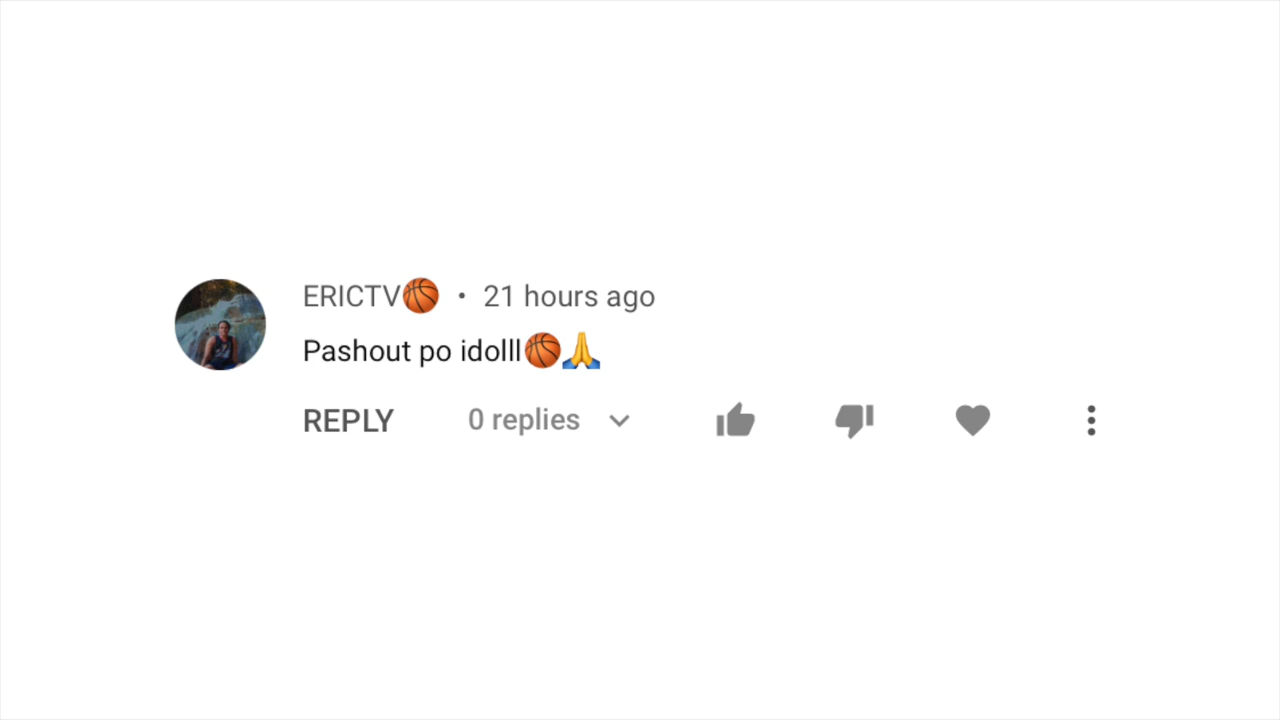 ERICTV🏀 • 21 hours ago
Pashout po idolll🏀🙏
REPLY 0 replies